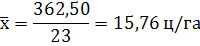 x̅ = 362,50 / 23 = 15,76 ц/га